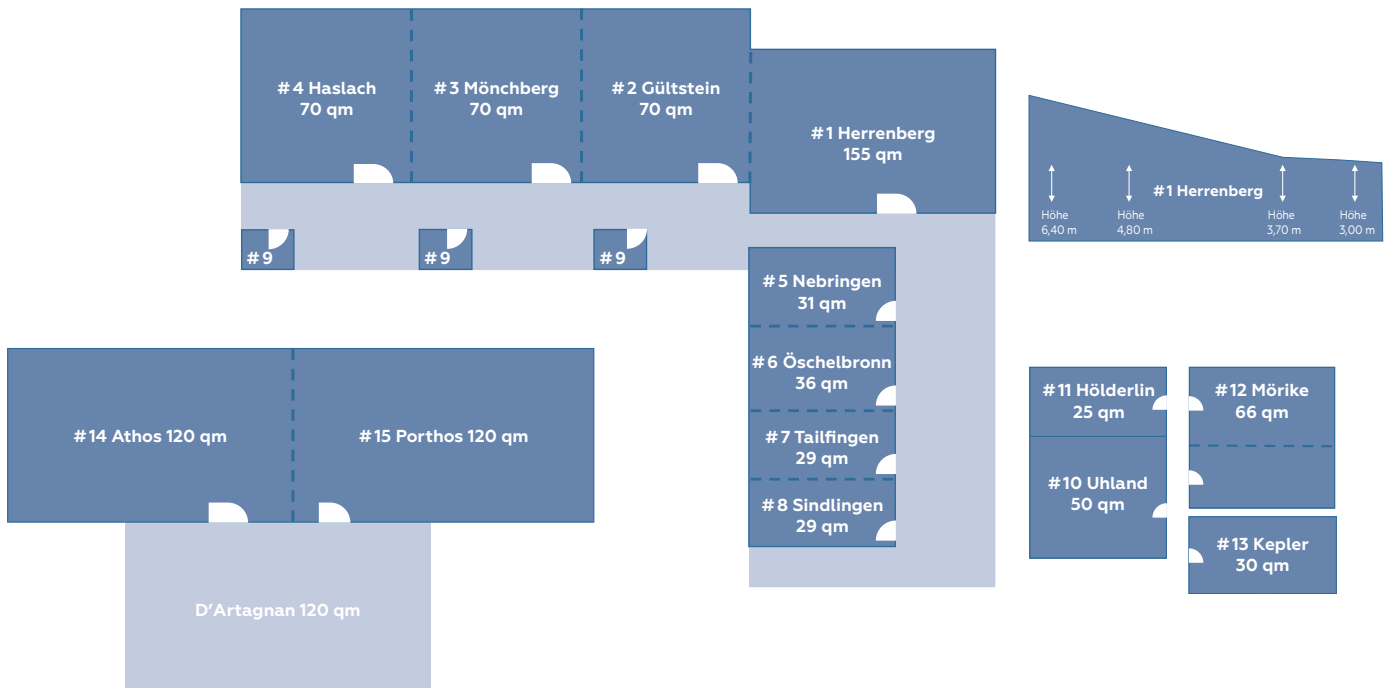 #4 Haslach
70 qm
#3 Mönchberg
70 qm
#2 Gültstein
70 qm
#1 Herrenberg
155 qm
#1 Herrenberg
Höhe
6,40 m
Höhe
4,80 m
Höhe
3,70 m
Höhe
3,00 m
#9
#9
#9
#5 Nebringen
31 qm
#6 Öschelbronn
36 qm
#7 Tailfingen
29 qm
#8 Sindlingen
29 qm
#11 Hölderlin
25 qm
#12 Mörike
66 qm
#10 Uhland
50 qm
#13 Kepler
30 qm
#14 Athos 120 qm
#15 Porthos 120 qm
D'Artagnan 120 qm